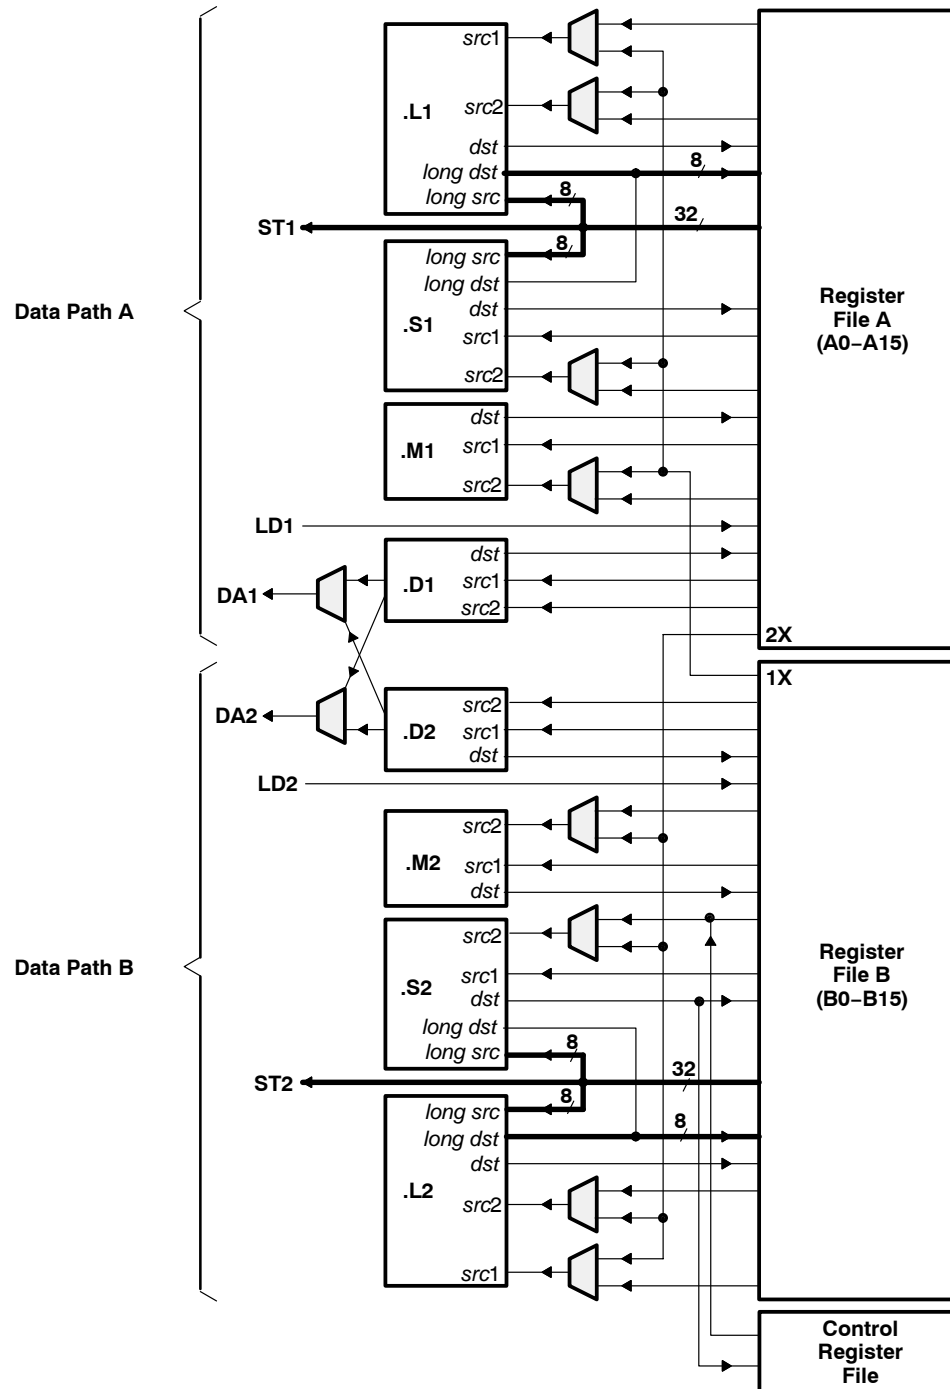 src1
.L1
src2
dst
8
long dst
8
long src
32
ST1
8
long src
long dst
Data Path A
Register
File A
(A0−A15)
dst
.S1
src1
src2
dst
.M1
src1
src2
LD1
dst
.D1
src1
DA1
src2
2X
1X
src2
DA2
.D2
src1
dst
LD2
src2
.M2
src1
dst
src2
Data Path B
Register
File B
(B0−B15)
src1
.S2
dst
long dst
8
long src
32
ST2
8
long src
8
long dst
dst
.L2
src2
src1
Control
Register
File